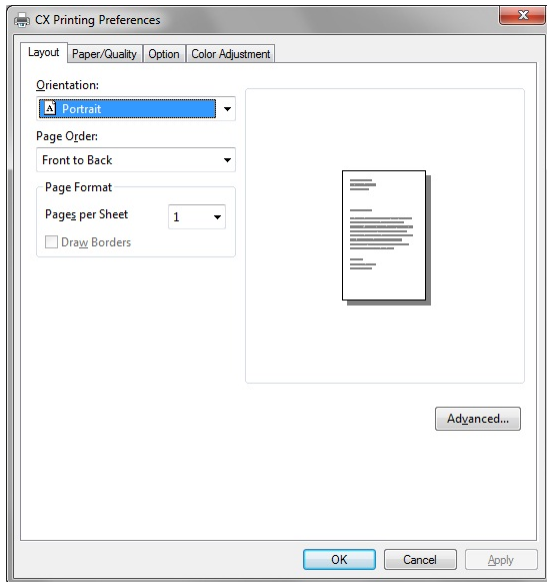 CX Printing Preferences
Layout Paper/Quality Option Color Adjustment
Orientation:
A Portrait
Page Order:
Front to Back
Page Format
Pages per Sheet 1
Draw Borders
Advanced...
OK Cancel Apply